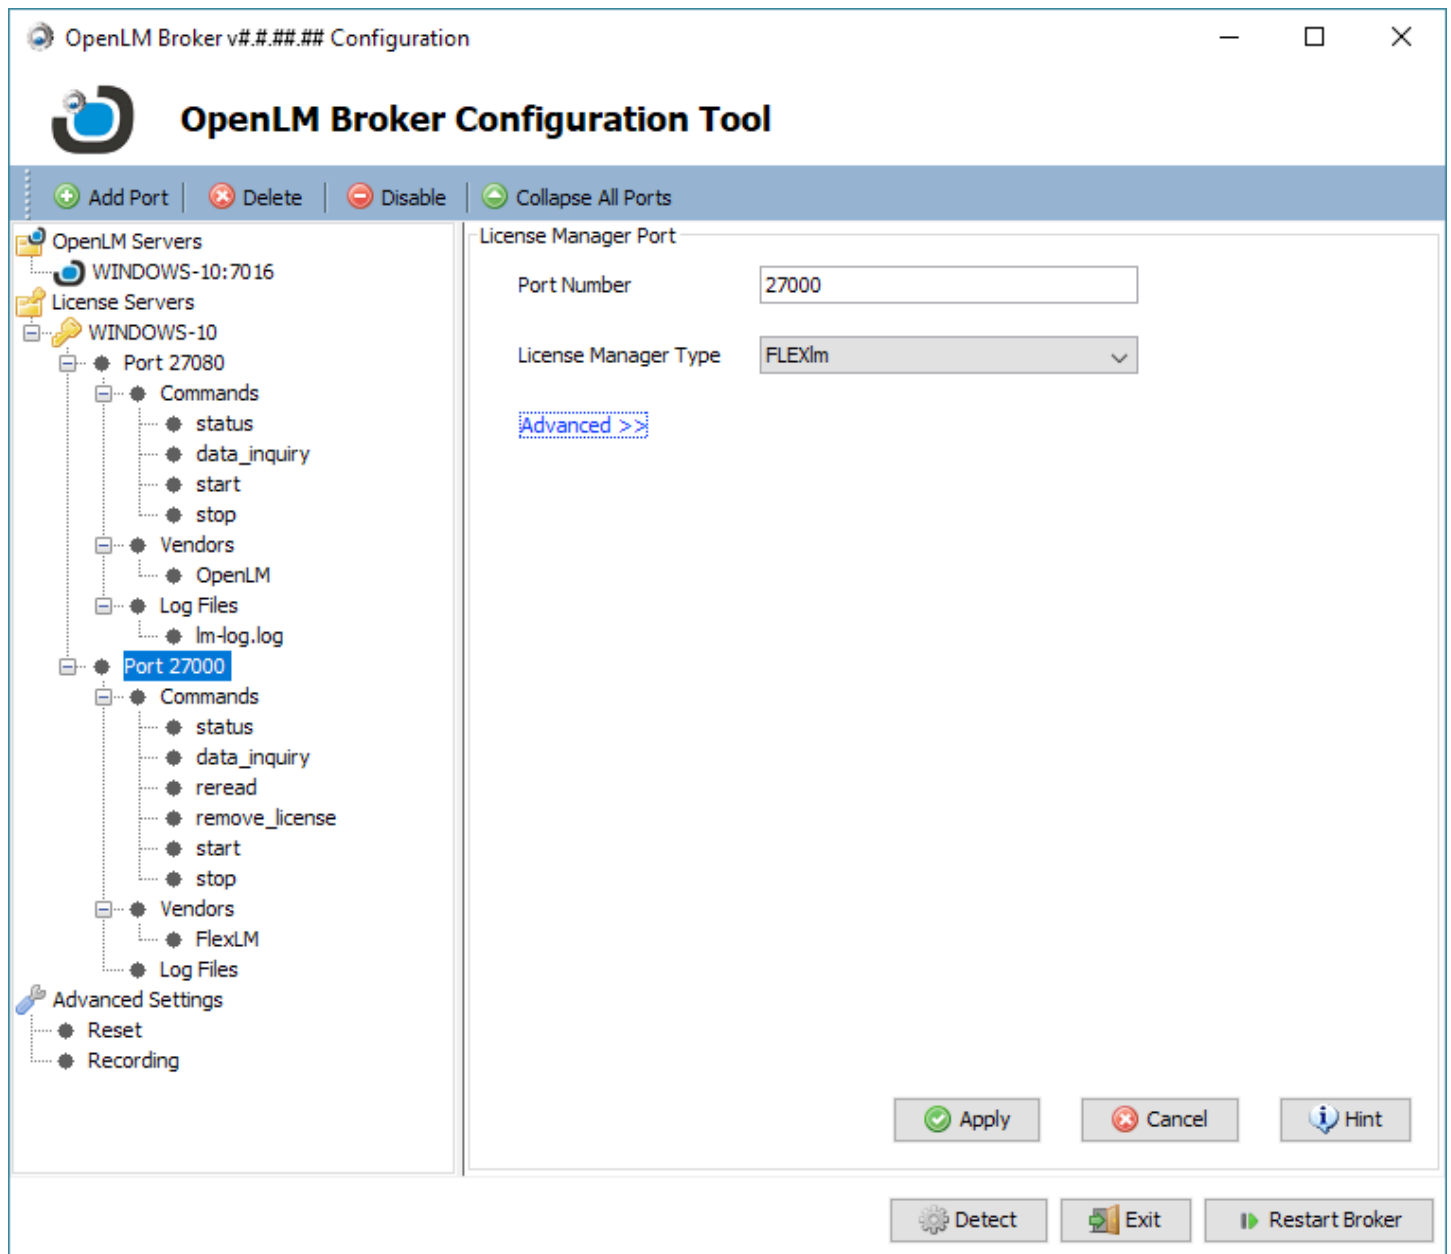 OpenLM Broker v#.#.##.## Configuration
OpenLM Broker Configuration Tool
Add Port Delete Disable Collapse All Ports
OpenLM Servers
WINDOWS-10:7016
License Servers
WINDOWS-10
Port 27080
Commands
status
data_inquiry
start
stop
Vendors
OpenLM
Log Files
lm-log.log
Port 27000
Commands
status
data_inquiry
reread
remove_license
start
stop
Vendors
FlexLM
Log Files
Advanced Settings
Reset
Recording
License Manager Port
Port Number 27000
License Manager Type FLEXlm
Advanced >>
Apply Cancel Hint
Detect Exit Restart Broker